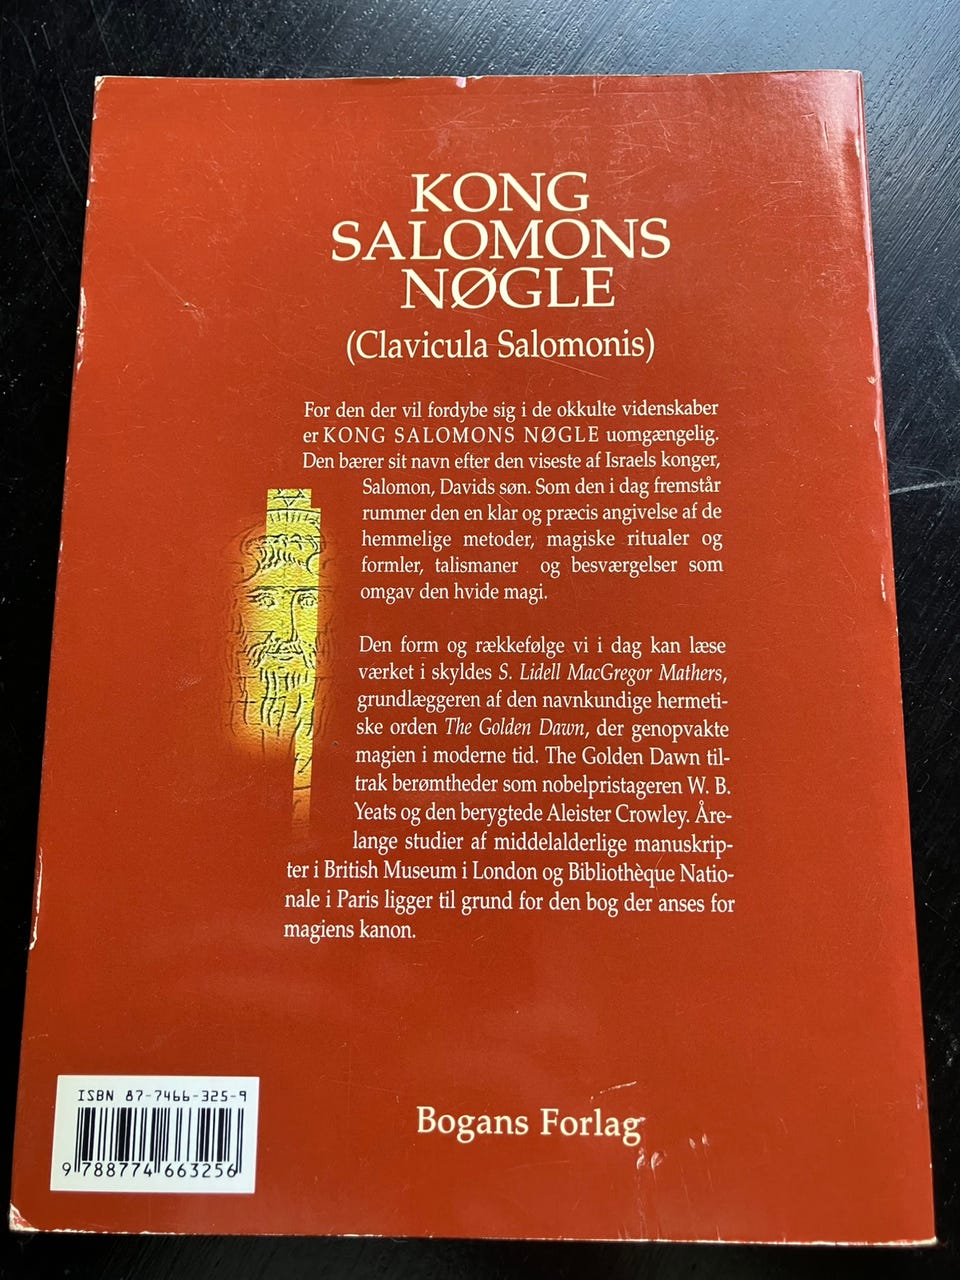 KONG
SALOMONS
NØGLE
(Clavicula Salomonis)
For den der vil fordybe sig i de okkulte videnskaber
er KONG SALOMONS NØGLE uomgængelig.
Den bærer sit navn efter den viseste af Israels konger,
Salomon, Davids søn. Som den i dag fremstår
rummer den en klar og præcis angivelse af de
hemmelige metoder, magiske ritualer og
formler, talismaner og besværgelser som
omgav den hvide magi.
Den form og rækkefølge vi i dag kan læse
værket i skyldes S. Lidell MacGregor Mathers,
grundlæggeren af den navnkundige hermeti-
ske orden The Golden Dawn, der genopvakte
magien i moderne tid. The Golden Dawn til-
trak berømtheder som nobelpristageren W. B.
Yeats og den berygtede Aleister Crowley. Åre-
lange studier af middelalderlige manuskrip-
ter i British Museum i London og Bibliothèque Natio-
nale i Paris ligger til grund for den bog der anses for
magiens kanon.
ISBN 87-7466-325-9
9 788774 663256
Bogans Forlag